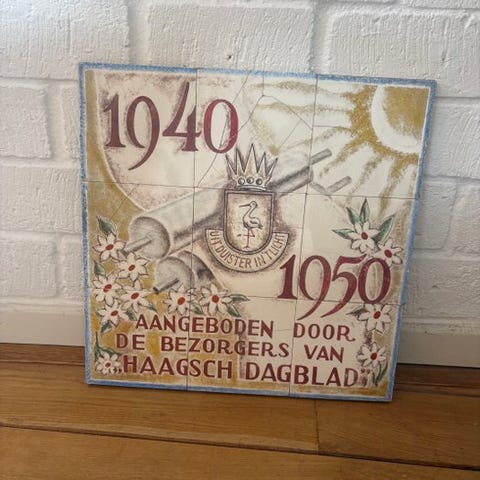 1940
UIT DUISTER IN 'T LICHT
1950
AANGEBODEN DOOR
DE BEZORGERS VAN
„HAAGSCH DAGBLAD"